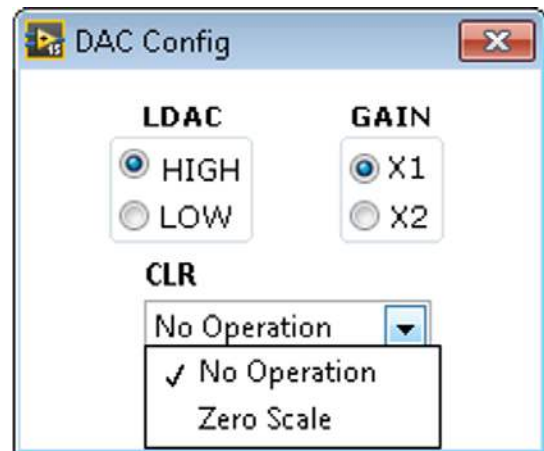 DAC Config
LDAC GAIN
HIGH X1
LOW X2
CLR
No Operation
No Operation
Zero Scale